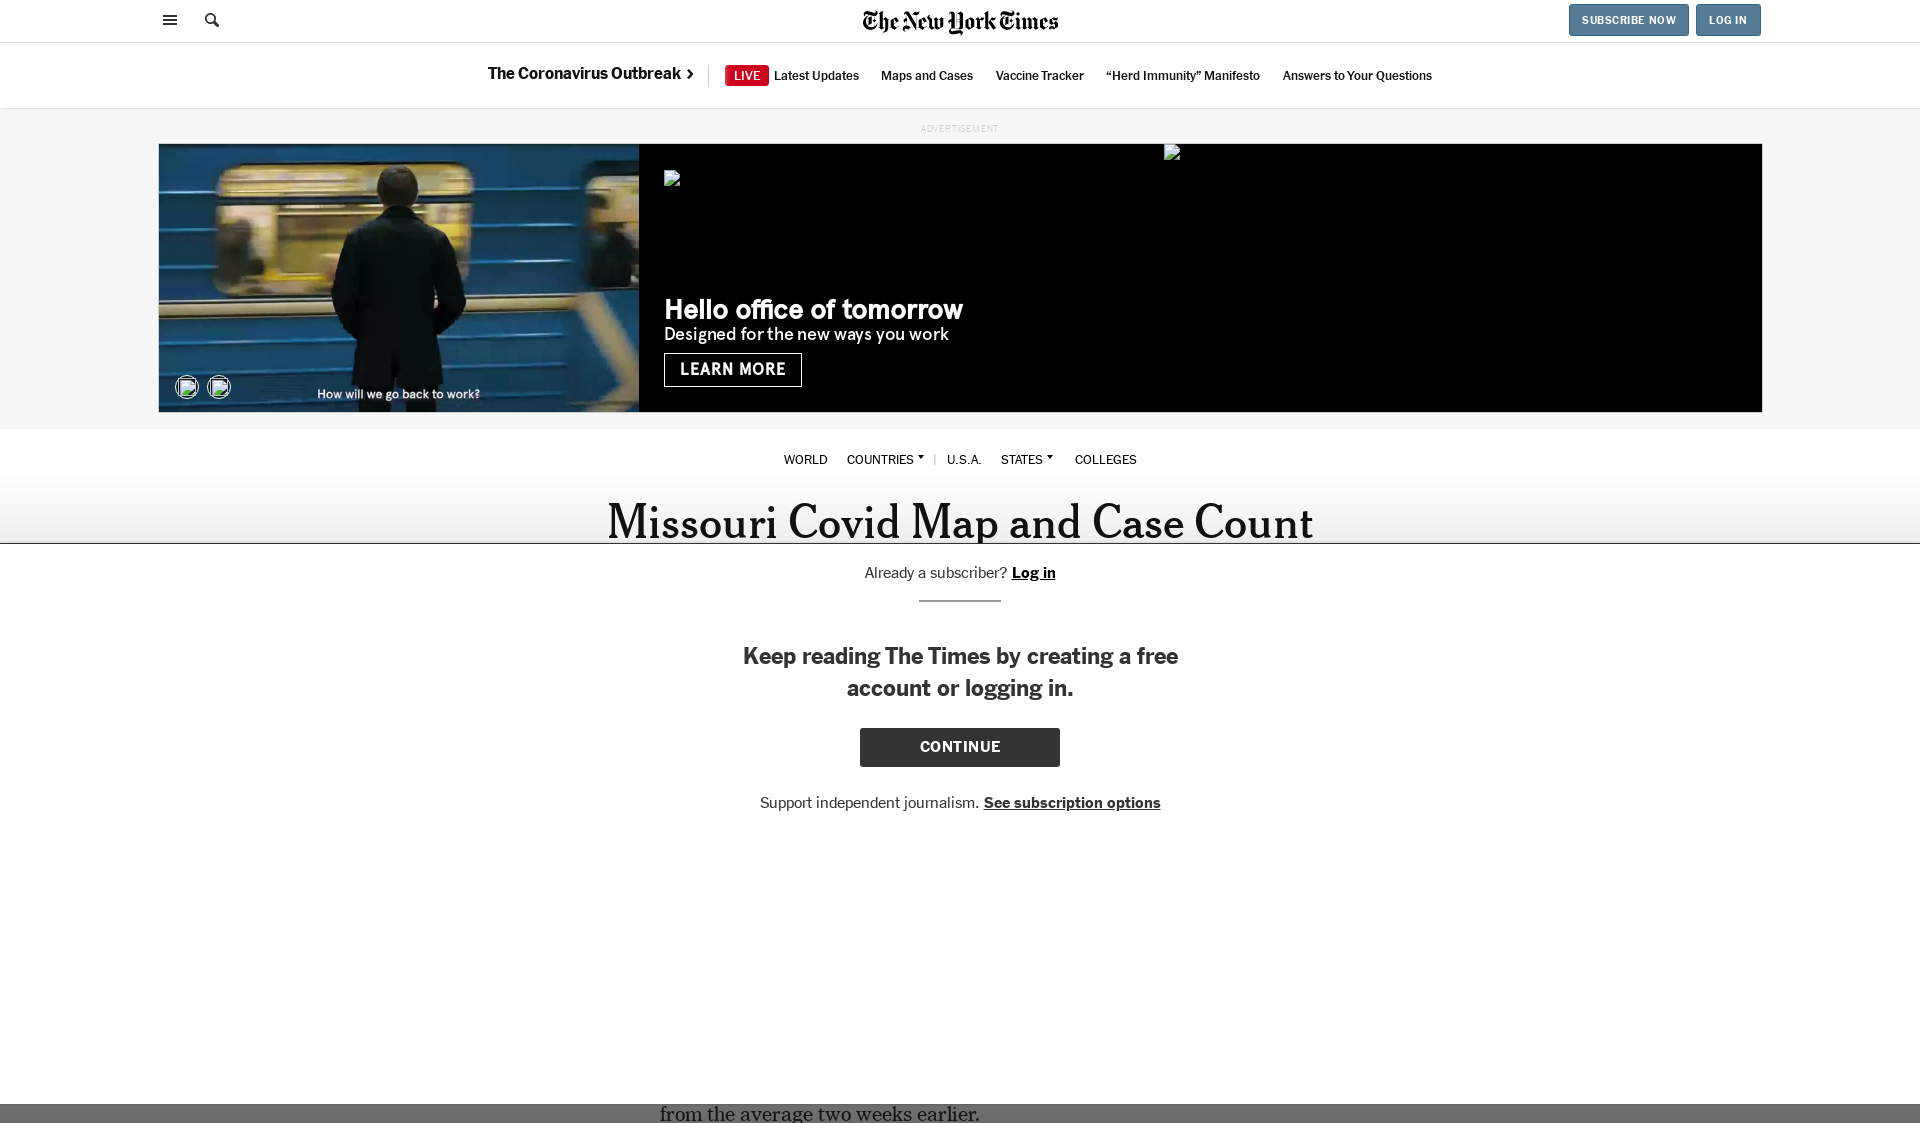 The New York Times
SUBSCRIBE NOW
LOG IN
The Coronavirus Outbreak ›
LIVE Latest Updates
Maps and Cases
Vaccine Tracker
“Herd Immunity” Manifesto
Answers to Your Questions
ADVERTISEMENT
Hello office of tomorrow
Designed for the new ways you work
LEARN MORE
How will we go back to work?
WORLD
COUNTRIES
U.S.A.
STATES
COLLEGES
Missouri Covid Map and Case Count
Already a subscriber? Log in
Keep reading The Times by creating a free
account or logging in.
CONTINUE
Support independent journalism. See subscription options
from the average two weeks earlier.